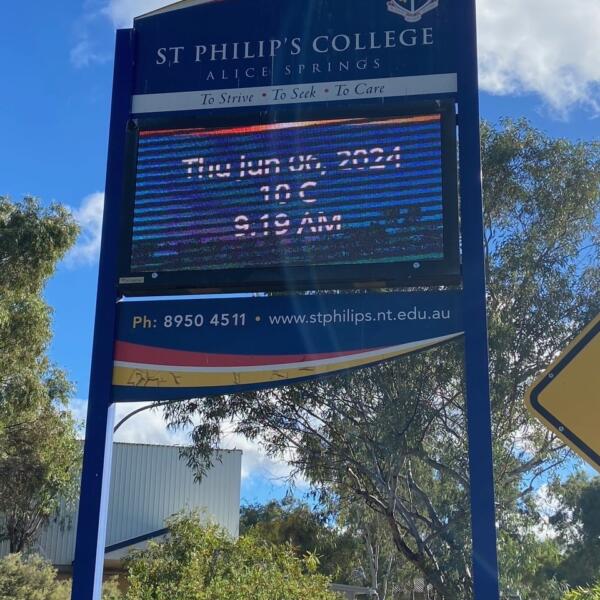 ST PHILIP'S COLLEGE
ALICE SPRINGS
To Strive • To Seek • To Care
Thu Jun 06, 2024
10 C
9:19 AM
Ph: 8950 4511 • www.stphilips.nt.edu.au